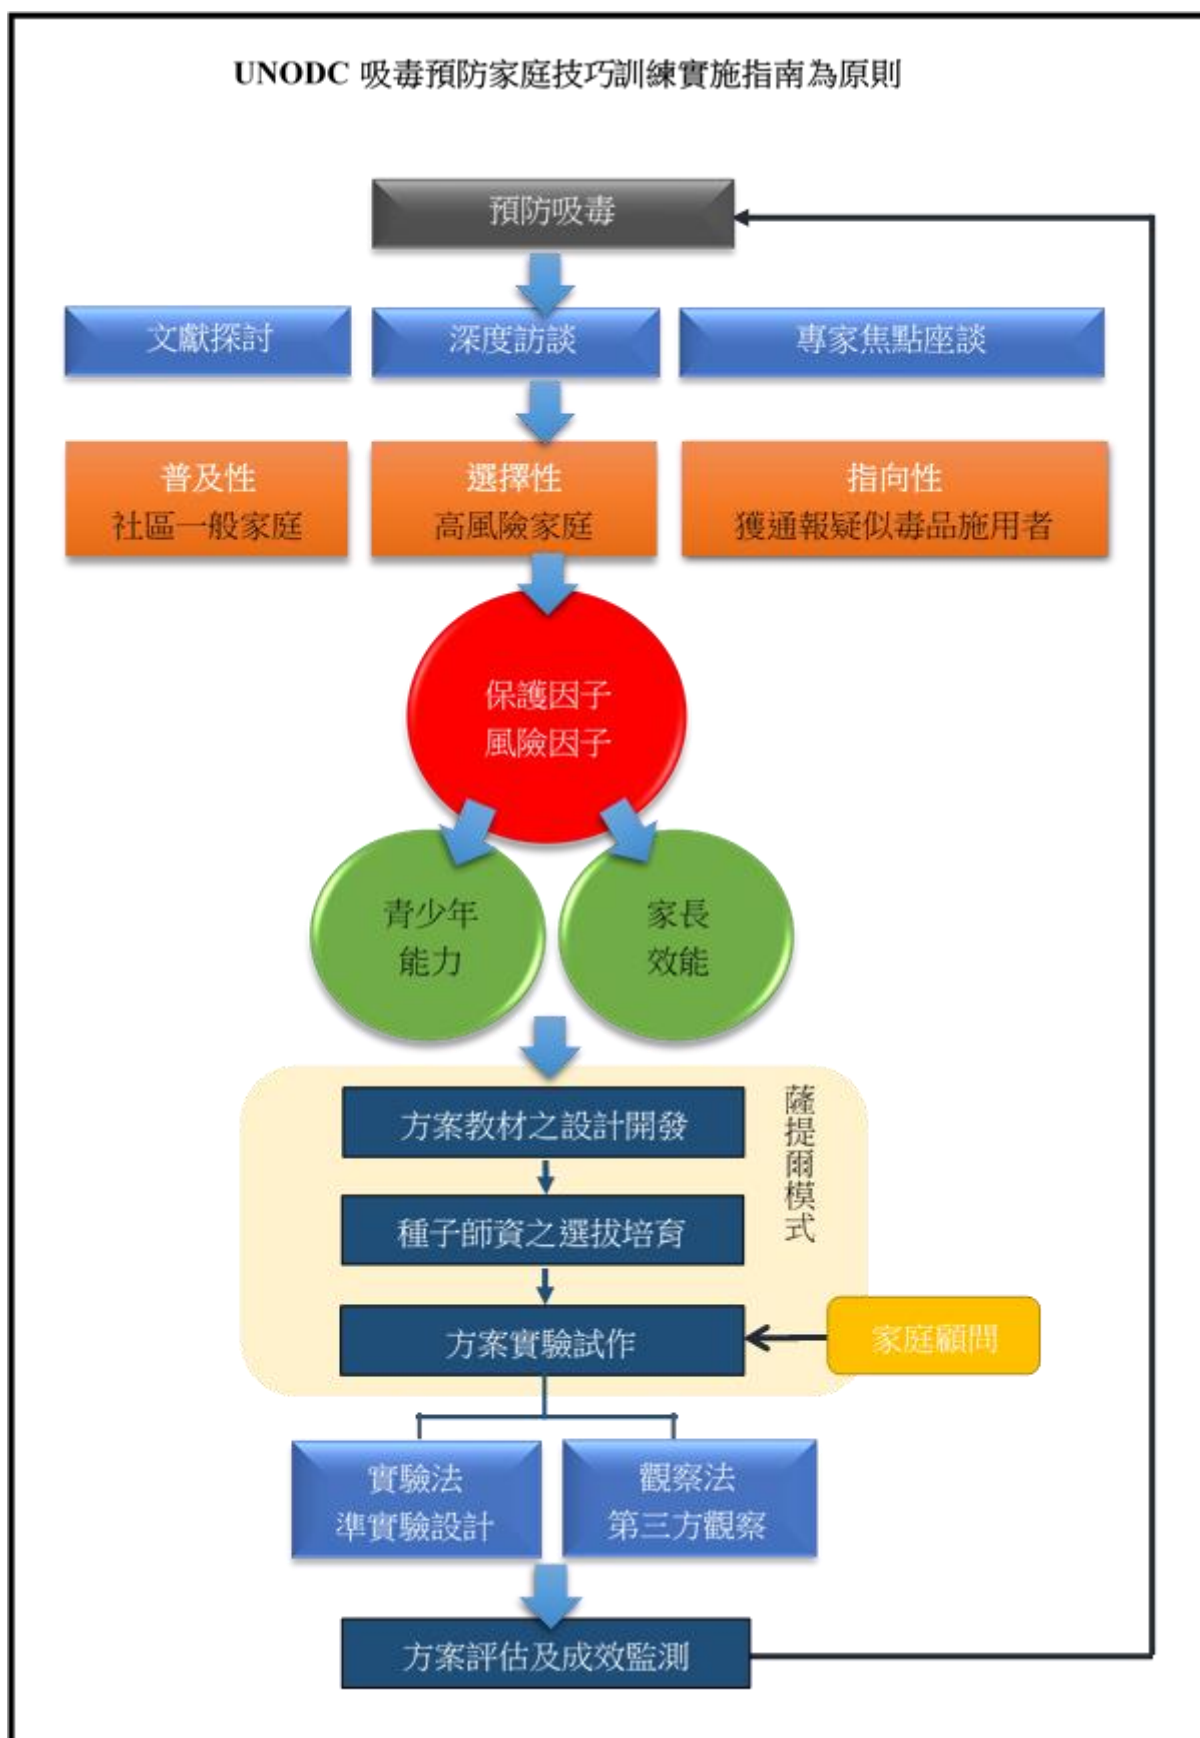 UNODC 吸毒預防家庭技巧訓練實施指南為原則
預防吸毒
文獻探討
深度訪談
專家焦點座談
普及性
社區一般家庭
選擇性
高風險家庭
指向性
獲通報疑似毒品施用者
保護因子
風險因子
青少年
能力
家長
效能
薩提爾模式
方案教材之設計開發
種子師資之選拔培育
方案實驗試作
家庭顧問
實驗法
準實驗設計
觀察法
第三方觀察
方案評估及成效監測